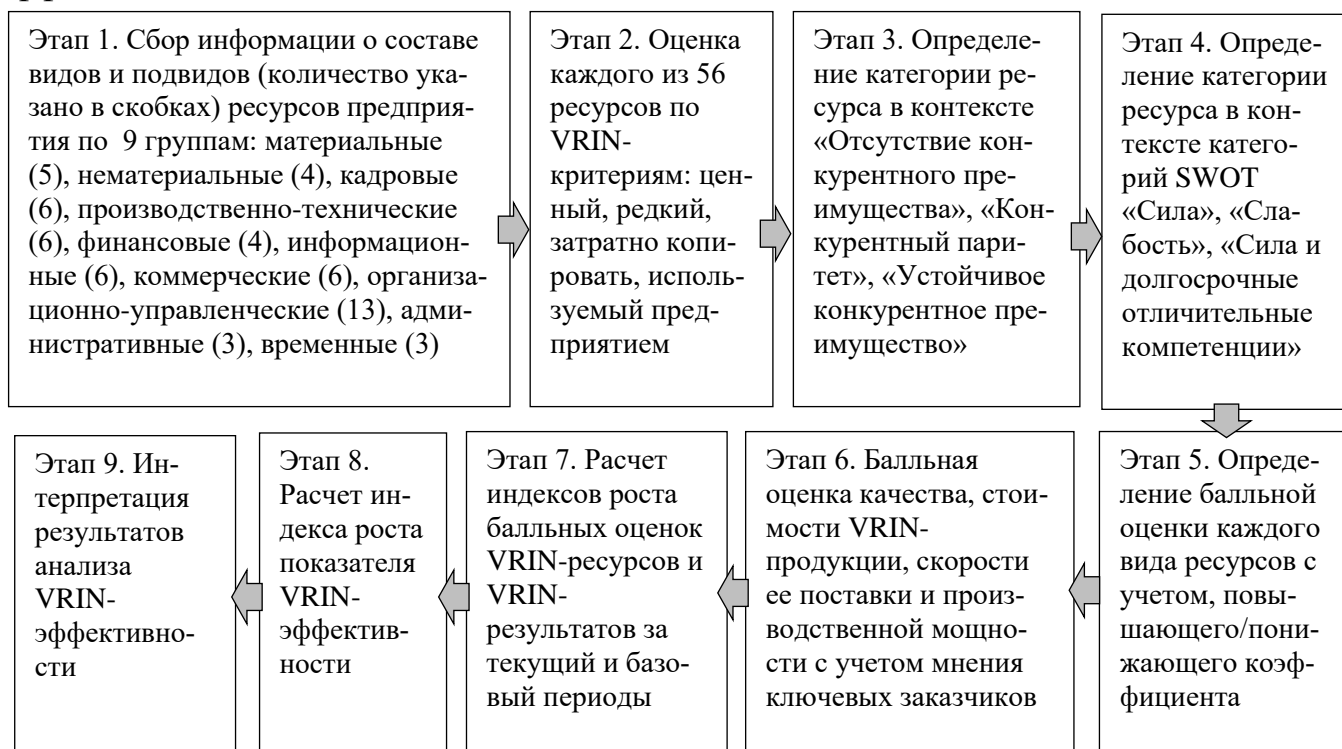 Этап 1. Сбор информации о составе
видов и подвидов (количество ука-
зано в скобках) ресурсов предприя-
тия по  9 группам: материальные
(5), нематериальные (4), кадровые
(6), производственно-технические
(6), финансовые (4), информацион-
ные (6), коммерческие (6), организа-
ционно-управленческие (13), адми-
нистративные (3), временные (3)
Этап 2. Оценка
каждого из 56
ресурсов по
VRIN-
критериям: цен-
ный, редкий,
затратно копи-
ровать, исполь-
зуемый пред-
приятием
Этап 3. Определе-
ние категории ре-
сурса в контексте
«Отсутствие кон-
курентного пре-
имущества», «Кон-
курентный пари-
тет», «Устойчивое
конкурентное пре-
имущество»
Этап 4. Опреде-
ление категории
ресурса в кон-
тексте катего-
рий SWOT
«Сила», «Сла-
бость», «Сила и
долгосрочные
отличительные
компетенции»
Этап 5. Опреде-
ление балльной
оценки каждого
вида ресурсов с
учетом, повы-
шающего/пони-
жающего коэф-
фициента
Этап 6. Балльная
оценка качества, стои-
мости VRIN-
продукции, скорости
ее поставки и произ-
водственной мощно-
сти с учетом мнения
ключевых заказчиков
Этап 7. Расчет
индексов роста
балльных оценок
VRIN-ресурсов и
VRIN-
результатов за
текущий и базо-
вый периоды
Этап 8.
Расчет ин-
декса роста
показателя
VRIN-
эффектив-
ности
Этап 9. Ин-
терпретация
результатов
анализа
VRIN-
эффективно-
сти